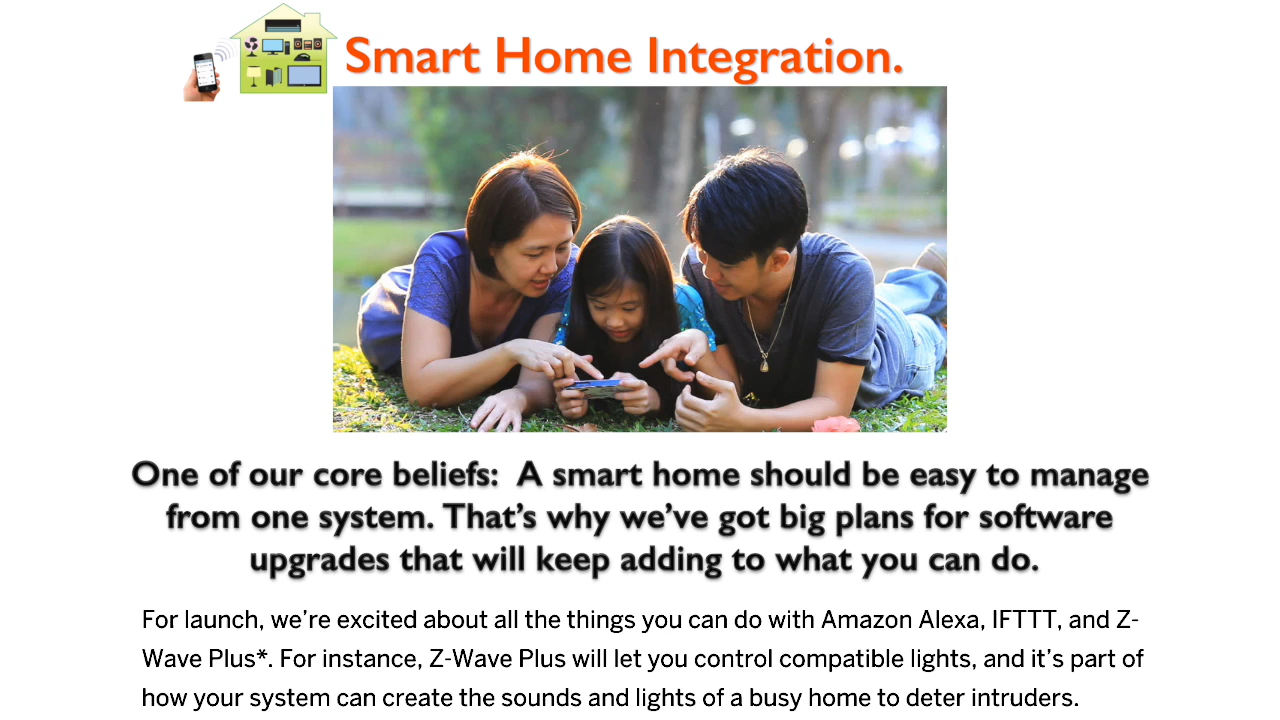 Smart Home Integration.
One of our core beliefs:  A smart home should be easy to manage
from one system. That’s why we’ve got big plans for software
upgrades that will keep adding to what you can do.
For launch, we’re excited about all the things you can do with Amazon Alexa, IFTTT, and Z-
Wave Plus*. For instance, Z-Wave Plus will let you control compatible lights, and it’s part of
how your system can create the sounds and lights of a busy home to deter intruders.